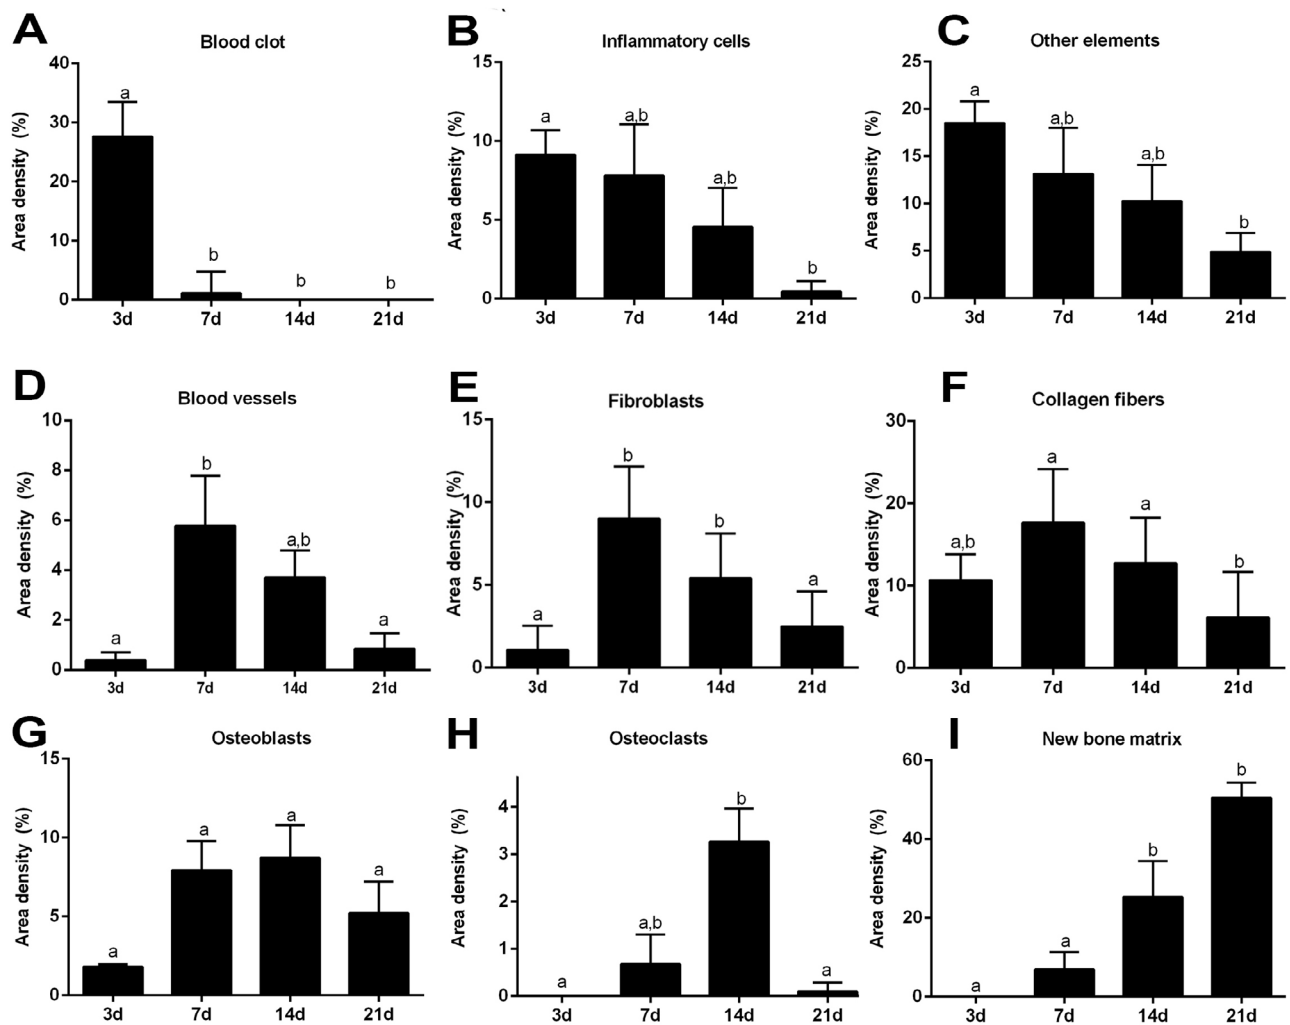 A
Blood clot
Area density (%)
40
30
20
10
0
a
b
b
b
3d
7d
14d
21d
B
Inflammatory cells
Area density (%)
15
10
5
0
a
a,b
a,b
b
3d
7d
14d
21d
C
Other elements
Area density (%)
25
20
15
10
5
0
a
a,b
a,b
b
3d
7d
14d
21d
D
Blood vessels
Area density (%)
10
8
6
4
2
0
a
b
a,b
a
3d
7d
14d
21d
E
Fibroblasts
Area density (%)
15
10
5
0
a
b
b
a
3d
7d
14d
21d
F
Collagen fibers
Area density (%)
30
20
10
0
a,b
a
a
b
3d
7d
14d
21d
G
Osteoblasts
Area density (%)
15
10
5
0
a
a
a
a
3d
7d
14d
21d
H
Osteoclasts
Area density (%)
4
3
2
1
0
a
a,b
b
a
3d
7d
14d
21d
I
New bone matrix
Area density (%)
60
40
20
0
a
a
b
b
3d
7d
14d
21d